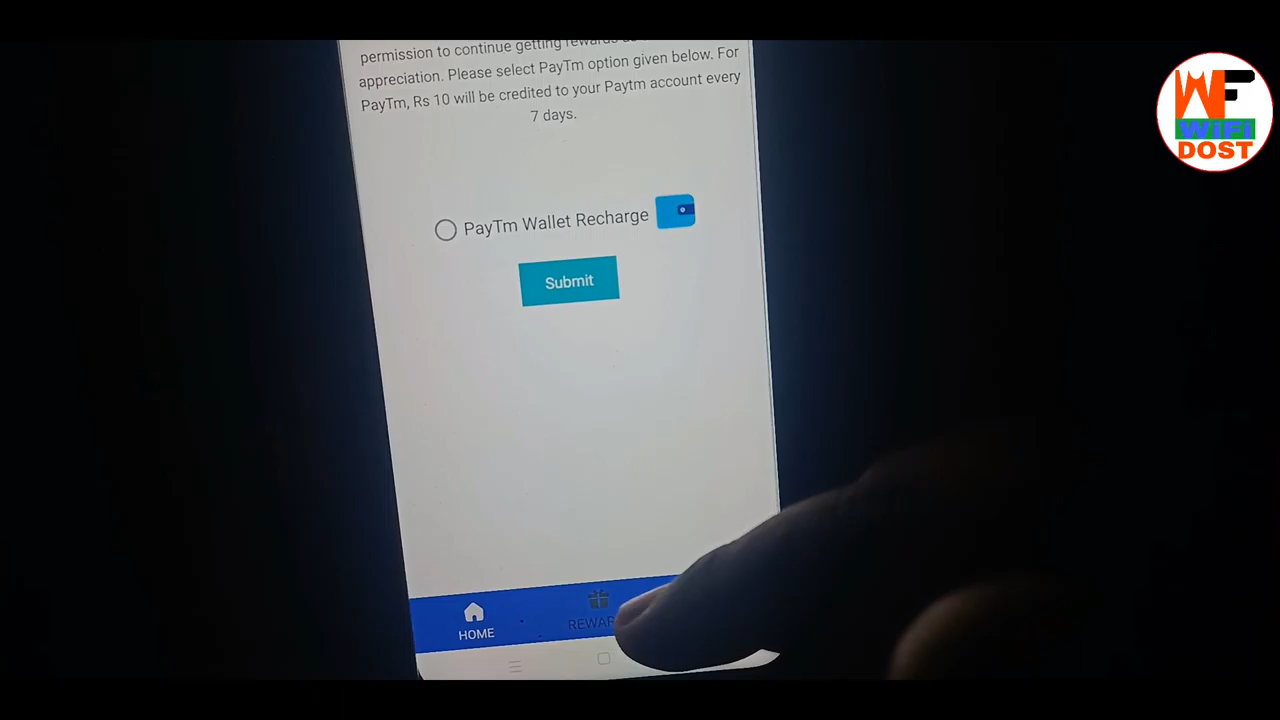 permission to continue getting rewards
appreciation. Please select PayTm option given below. For
PayTm, Rs 10 will be credited to your Paytm account every
7 days.
PayTm Wallet Recharge
Submit
HOME
WF
WiFi
DOST